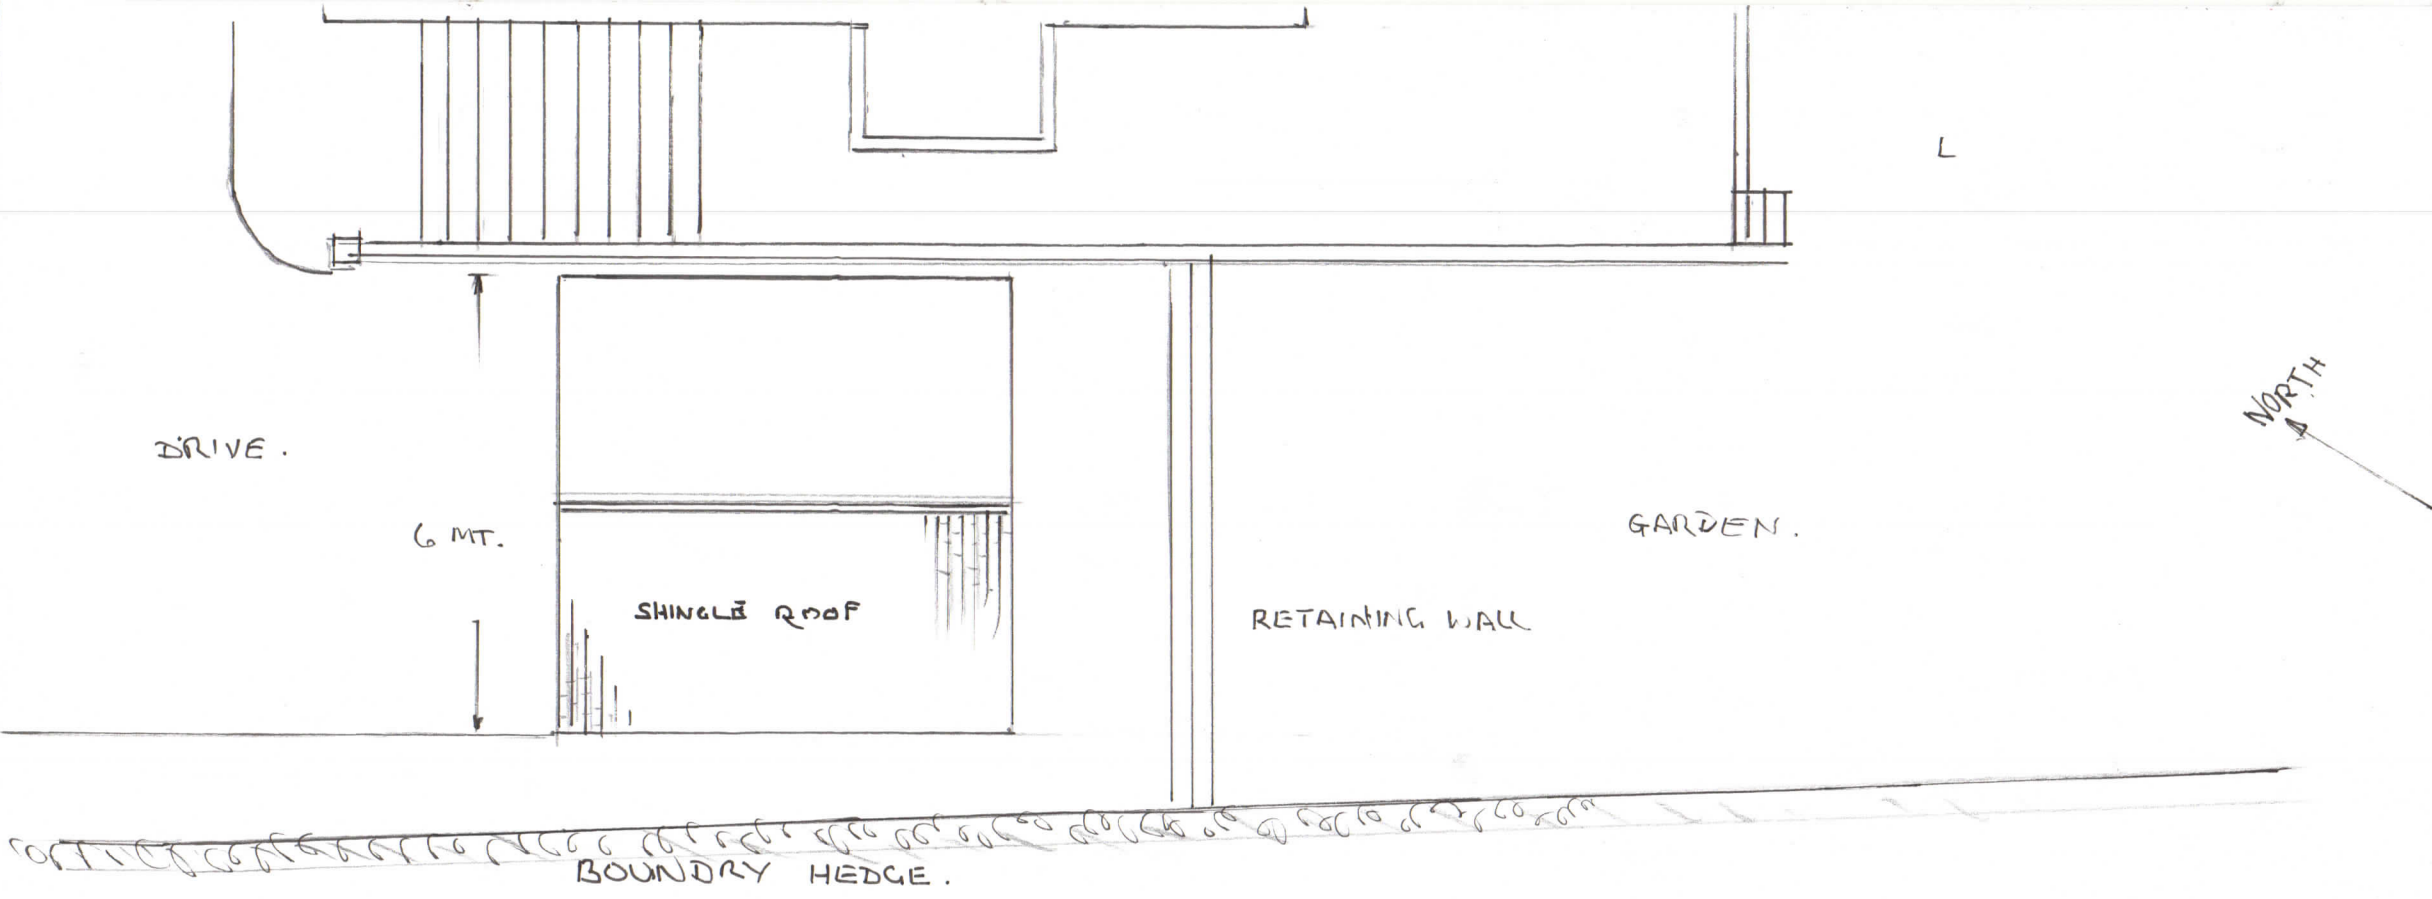 L
NORTH
DRIVE.
6 MT.
GARDEN.
SHINGLE ROOF
RETAINING WALL
BOUNDRY HEDGE.